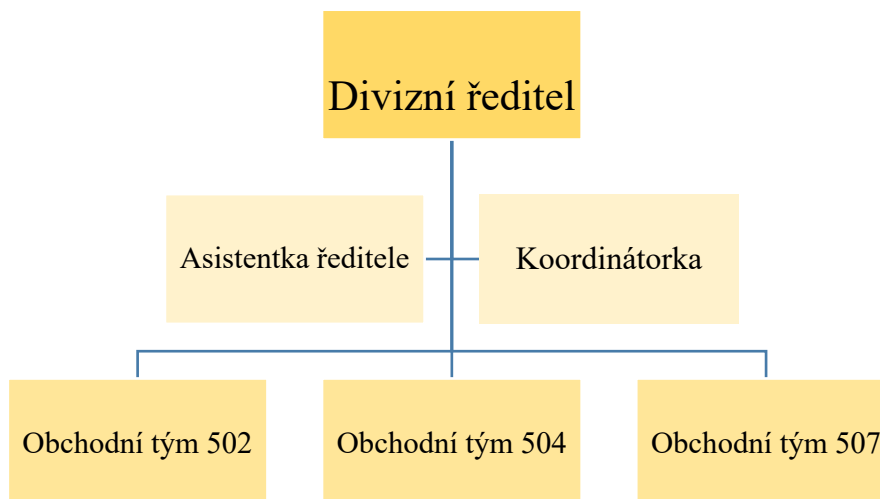 Divizní ředitel
Asistentka ředitele
Koordinátorka
Obchodní tým 502
Obchodní tým 504
Obchodní tým 507